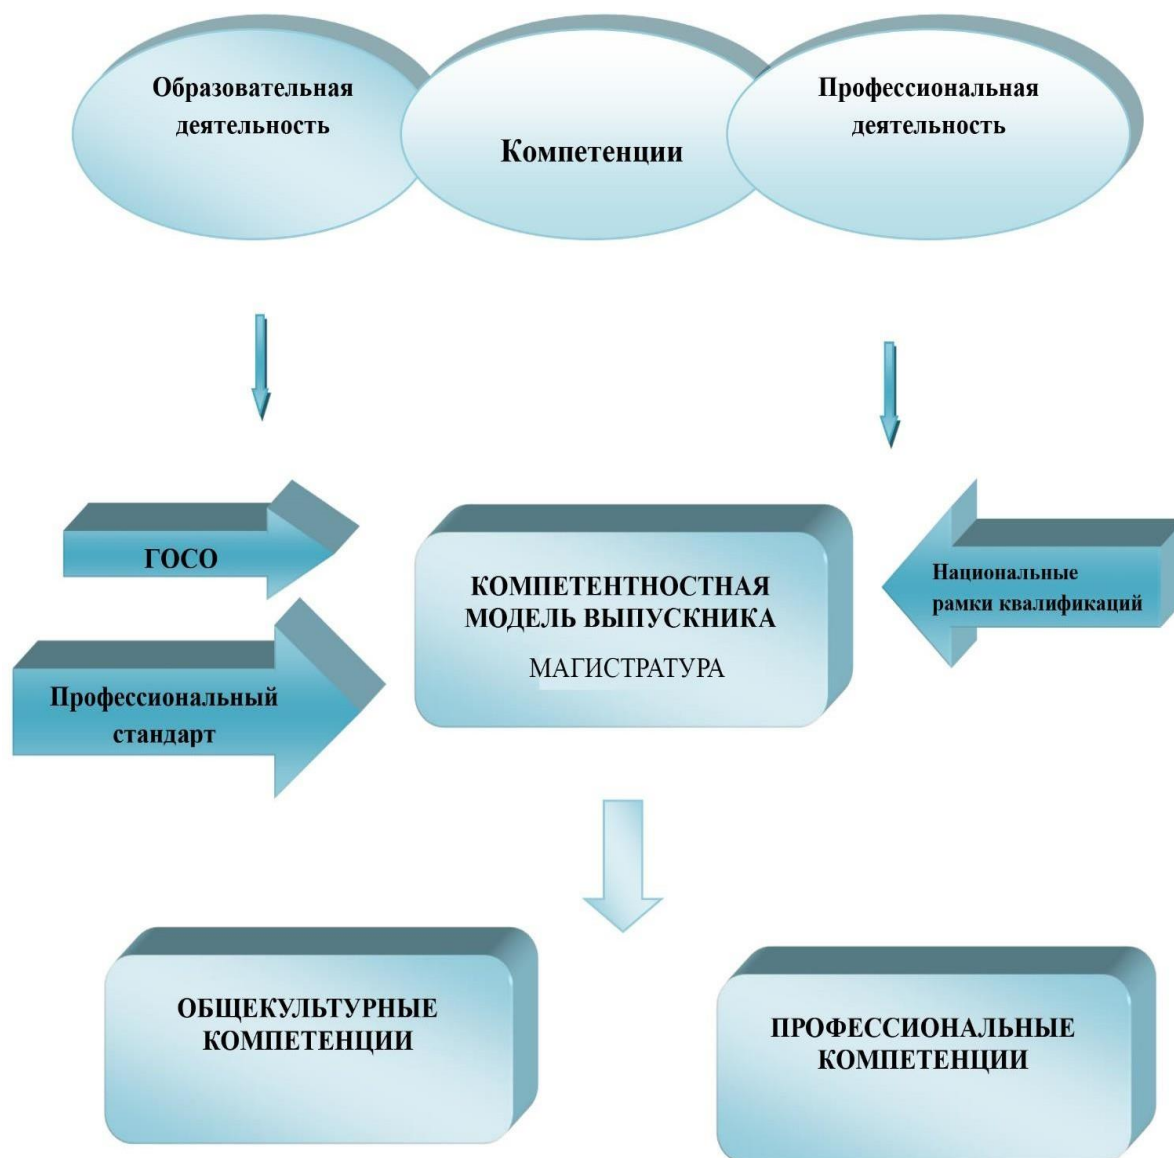 Образовательная
деятельность
Компетенции
Профессиональная
деятельность
ГОСО
Профессиональный
стандарт
КОМПЕТЕНТНОСТНАЯ
МОДЕЛЬ ВЫПУСКНИКА
МАГИСТРАТУРА
Национальные
рамки квалификаций
ОБЩЕКУЛЬТУРНЫЕ
КОМПЕТЕНЦИИ
ПРОФЕССИОНАЛЬНЫЕ
КОМПЕТЕНЦИИ